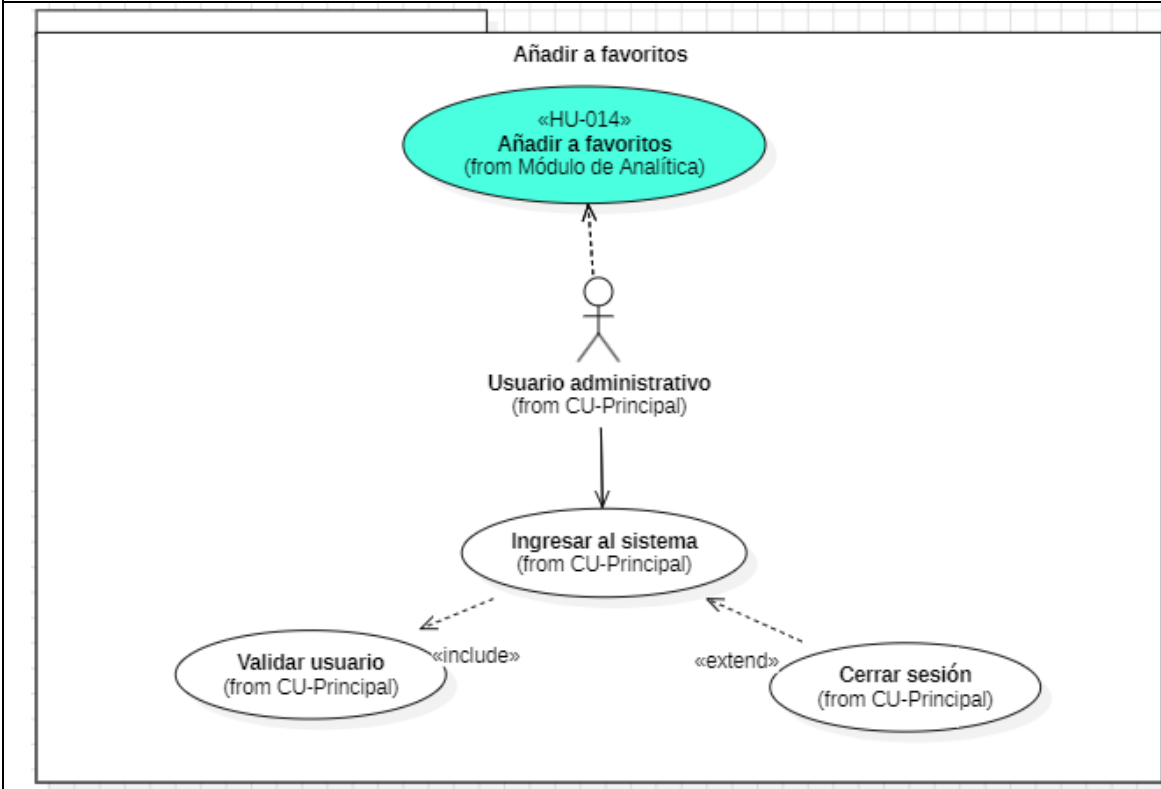 Añadir a favoritos
«HU-014»
Añadir a favoritos
(from Módulo de Analítica)
Usuario administrativo
(from CU-Principal)
Ingresar al sistema
(from CU-Principal)
«include»
«extend»
Validar usuario
(from CU-Principal)
Cerrar sesión
(from CU-Principal)